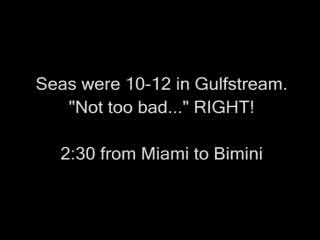 Seas were 10-12 in Gulfstream.
"Not too bad..." RIGHT!
2:30 from Miami to Bimini